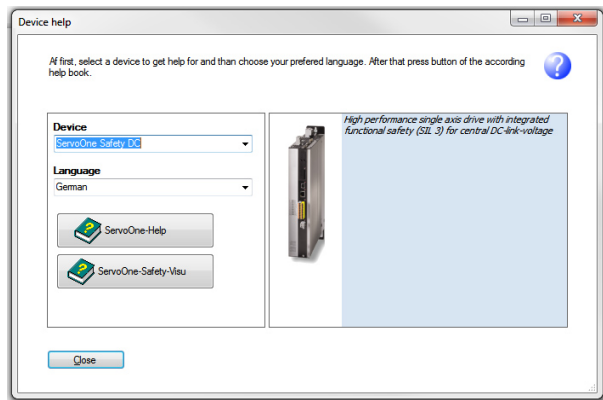 Device help
Af first, select a device to get help for and than choose your prefered language. After that press button of the according
help book.
Device
ServoOne Safety DC
Language
German
ServoOne-Help
ServoOne-Safety-Visu
High performance single axis drive with integrated
functional safety (SIL 3) for central DC-link-voltage
Close